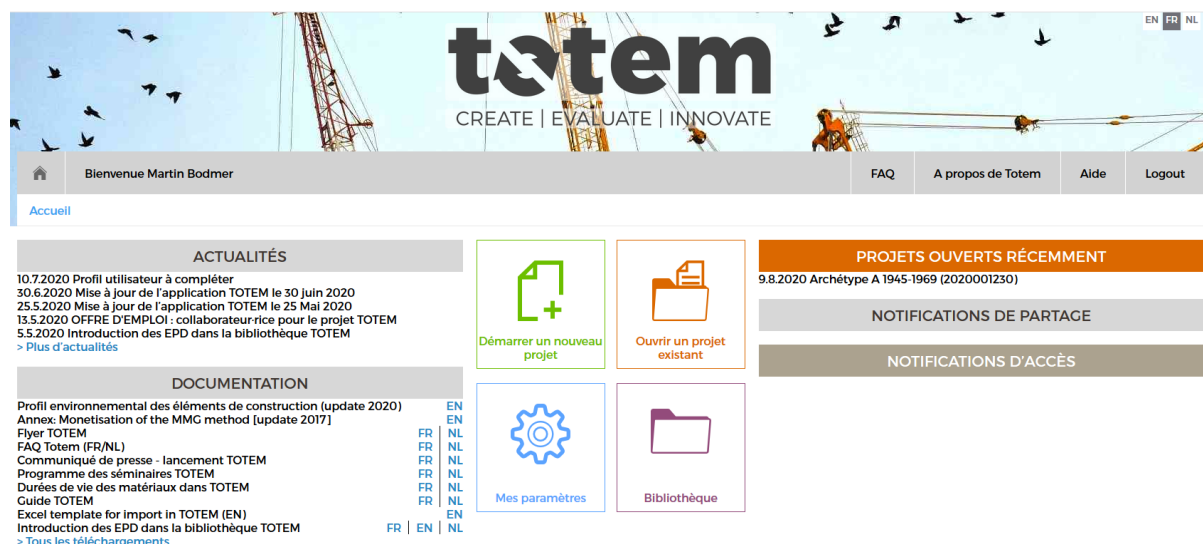 EN FR NL
totem
CREATE | EVALUATE | INNOVATE
Bienvenue Martin Bodmer
FAQ
A propos de Totem
Aide
Logout
Accueil
ACTUALITÉS
10.7.2020 Profil utilisateur à compléter
30.6.2020 Mise à jour de l'application TOTEM le 30 juin 2020
25.5.2020 Mise à jour de l'application TOTEM le 25 Mai 2020
13.5.2020 OFFRE D'EMPLOI : collaborateur·rice pour le projet TOTEM
5.5.2020 Introduction des EPD dans la bibliothèque TOTEM
> Plus d'actualités
DOCUMENTATION
Profil environnemental des éléments de construction (update 2020) EN
Annex: Monetisation of the MMG method [update 2017] EN
Flyer TOTEM FR | NL
FAQ Totem (FR/NL) FR | NL
Communiqué de presse - lancement TOTEM FR | NL
Programme des séminaires TOTEM FR | NL
Durées de vie des matériaux dans TOTEM FR | NL
Guide TOTEM FR | NL
Excel template for import in TOTEM (EN) EN
Introduction des EPD dans la bibliothèque TOTEM FR | EN | NL
> Tous les téléchargements
Démarrer un nouveau
projet
Ouvrir un projet
existant
Mes paramètres
Bibliothèque
PROJETS OUVERTS RÉCEMMENT
9.8.2020 Archétype A 1945-1969 (2020001230)
NOTIFICATIONS DE PARTAGE
NOTIFICATIONS D'ACCÈS